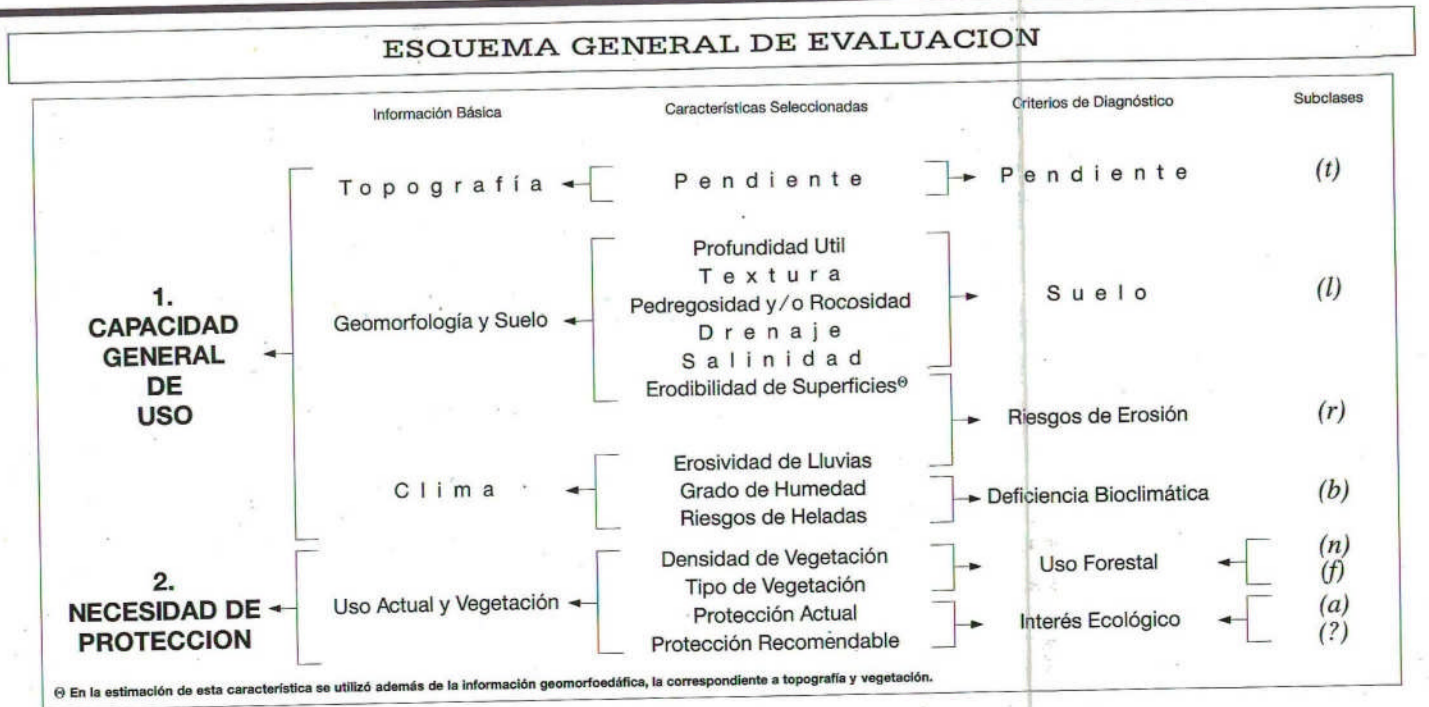 ESQUEMA GENERAL DE EVALUACION
Información Básica
Características Seleccionadas
Criterios de Diagnóstico
Subclases
1.
CAPACIDAD
GENERAL
DE
USO
Topografía
Pendiente
Pendiente
(t)
Geomorfología y Suelo
Profundidad Util
Textura
Pedregosidad y/o Rocosidad
Drenaje
Salinidad
Erodibilidad de Superficies⊖
Suelo
(l)
Riesgos de Erosión
(r)
Clima
Erosividad de Lluvias
Grado de Humedad
Riesgos de Heladas
Deficiencia Bioclimática
(b)
2.
NECESIDAD DE
PROTECCION
Uso Actual y Vegetación
Densidad de Vegetación
Tipo de Vegetación
Protección Actual
Protección Recomendable
Uso Forestal
(n)
(f)
Interés Ecológico
(a)
(?)
⊖ En la estimación de esta característica se utilizó además de la información geomorfoedáfica, la correspondiente a topografía y vegetación.